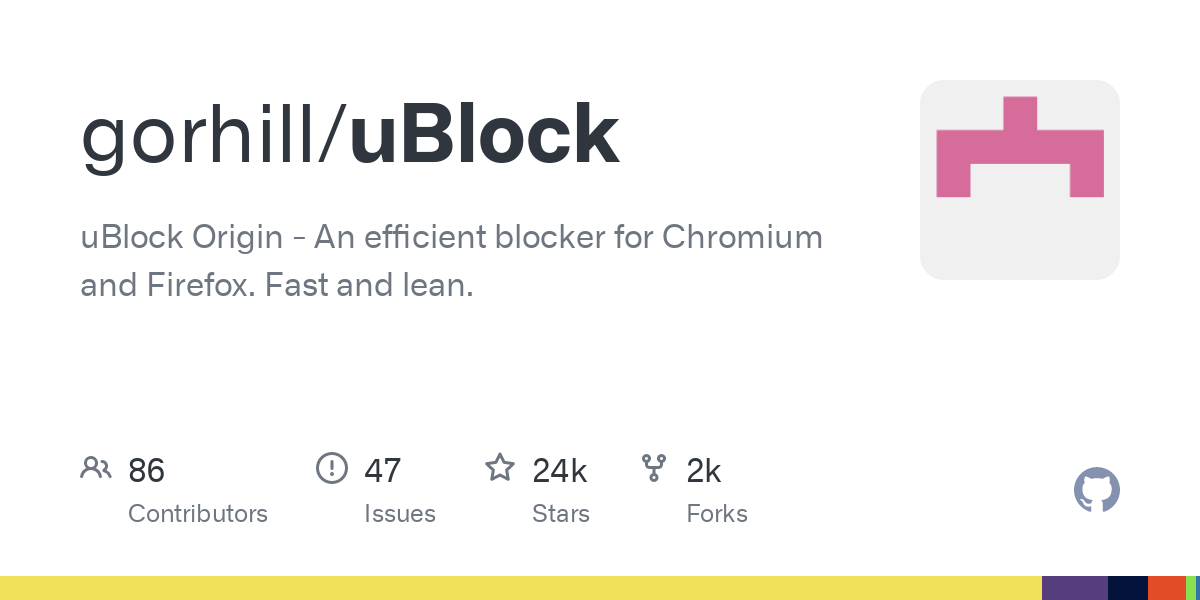 gorhill/uBlock
uBlock Origin - An efficient blocker for Chromium
and Firefox. Fast and lean.
86 47 24k 2k
Contributors Issues Stars Forks